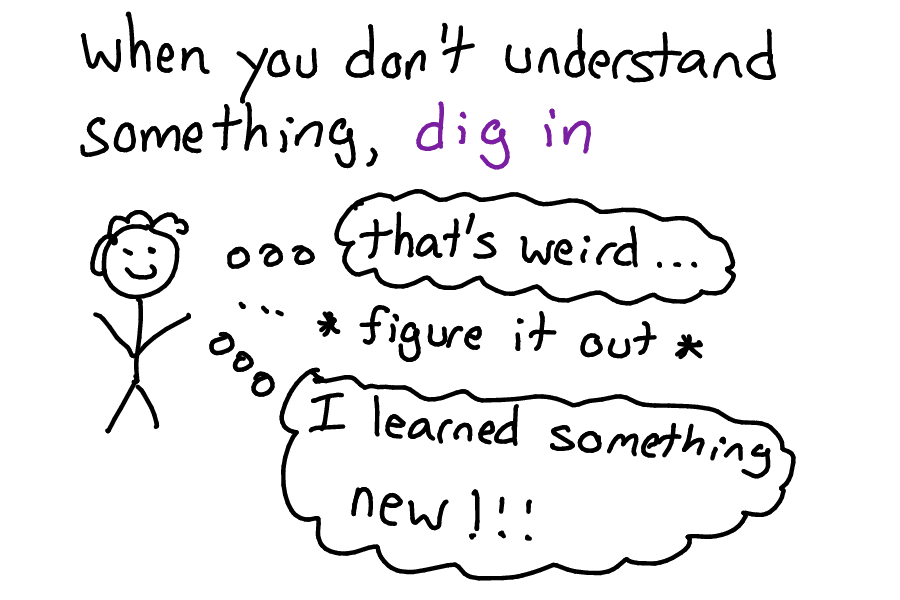 when you don't understand
something, dig in
that's weird...
... * figure it out *
I learned something
new!!!